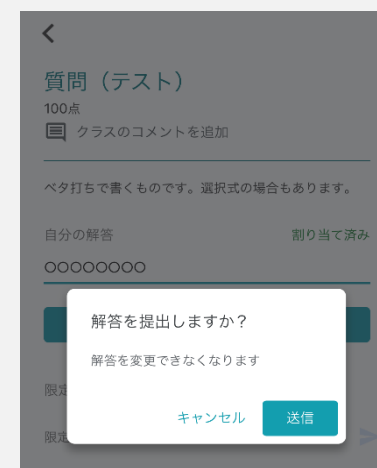 質問（テスト）
100点
クラスのコメントを追加
ベタ打ちで書くものです。選択式の場合もあります。
自分の解答
割り当て済み
○○○○○○○○
解答を提出しますか？
解答を変更できなくなります
キャンセル
送信
限定
限定